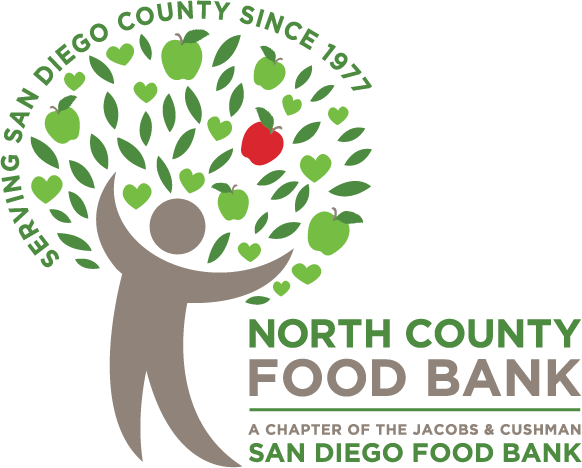 SERVING SAN DIEGO COUNTY SINCE 1977
NORTH COUNTY
FOOD BANK
A CHAPTER OF THE JACOBS & CUSHMAN
SAN DIEGO FOOD BANK